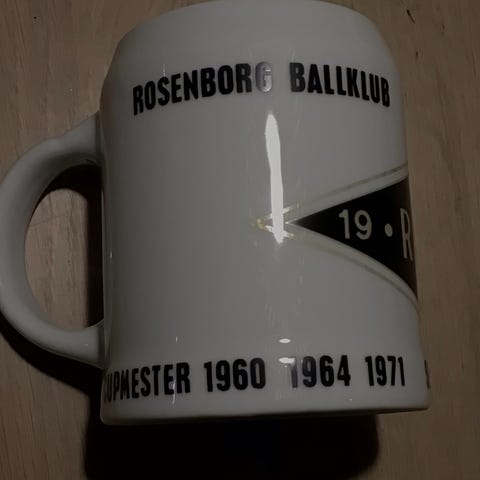 ROSENBORG BALLKLUB
19 • R
UPMESTER 1960 1964 1971